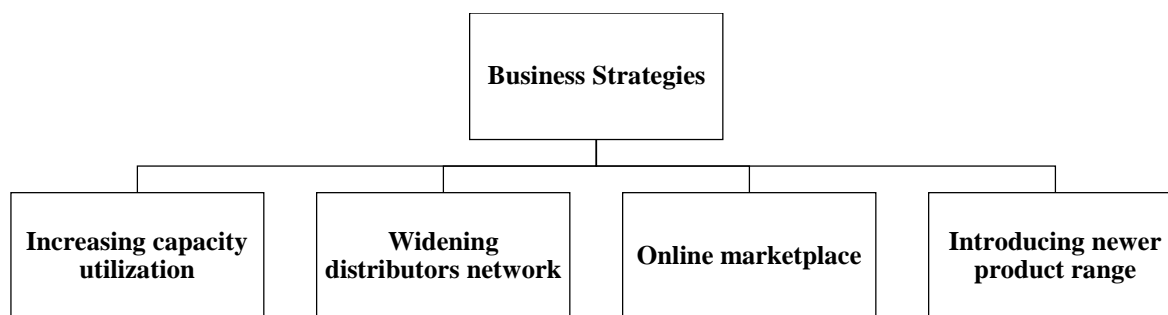 Business Strategies
Increasing capacity
utilization
Widening
distributors network
Online marketplace
Introducing newer
product range